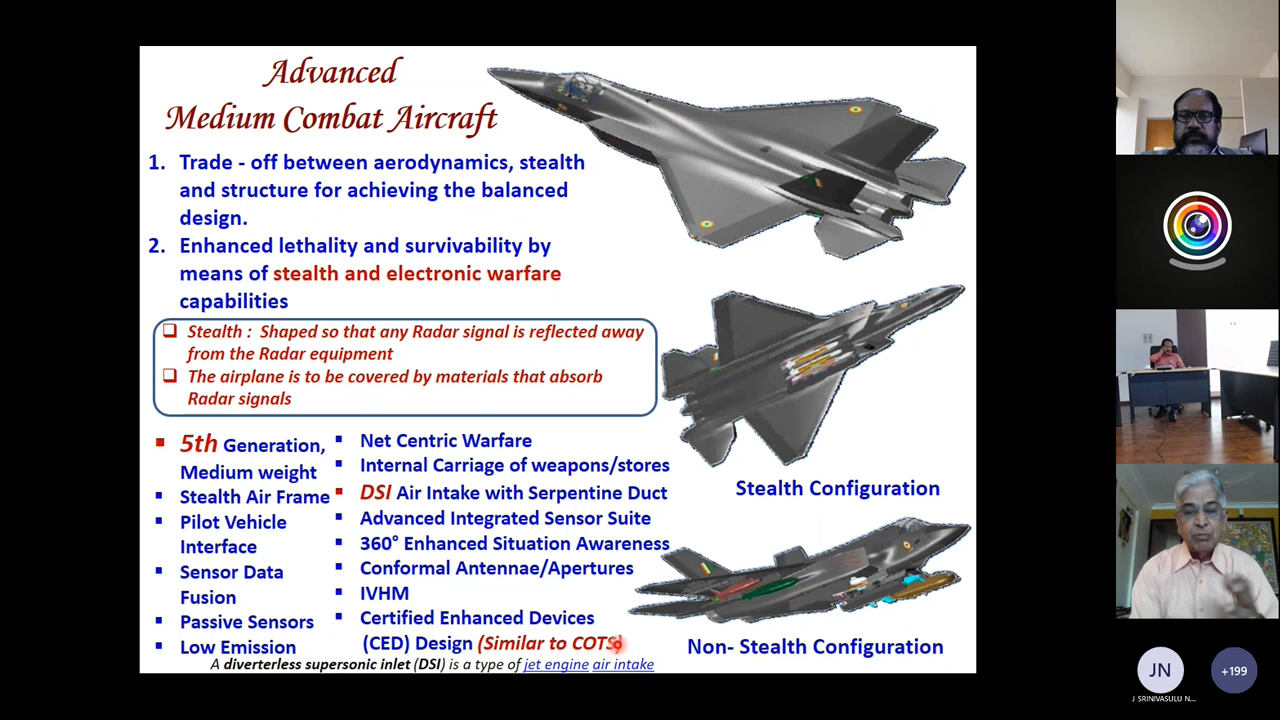 Advanced
Medium Combat Aircraft
1. Trade - off between aerodynamics, stealth
and structure for achieving the balanced
design.
2. Enhanced lethality and survivability by
means of stealth and electronic warfare
capabilities
Stealth : Shaped so that any Radar signal is reflected away
from the Radar equipment
The airplane is to be covered by materials that absorb
Radar signals
5th Generation,
Medium weight
Stealth Air Frame
Pilot Vehicle
Interface
Sensor Data
Fusion
Passive Sensors
Low Emission
Net Centric Warfare
Internal Carriage of weapons/stores
DSI Air Intake with Serpentine Duct
Advanced Integrated Sensor Suite
360° Enhanced Situation Awareness
Conformal Antennae/Apertures
IVHM
Certified Enhanced Devices
(CED) Design (Similar to COTS)
A diverterless supersonic inlet (DSI) is a type of jet engine air intake
Stealth Configuration
Non- Stealth Configuration
JN
J SRINIVASULU N...
+199